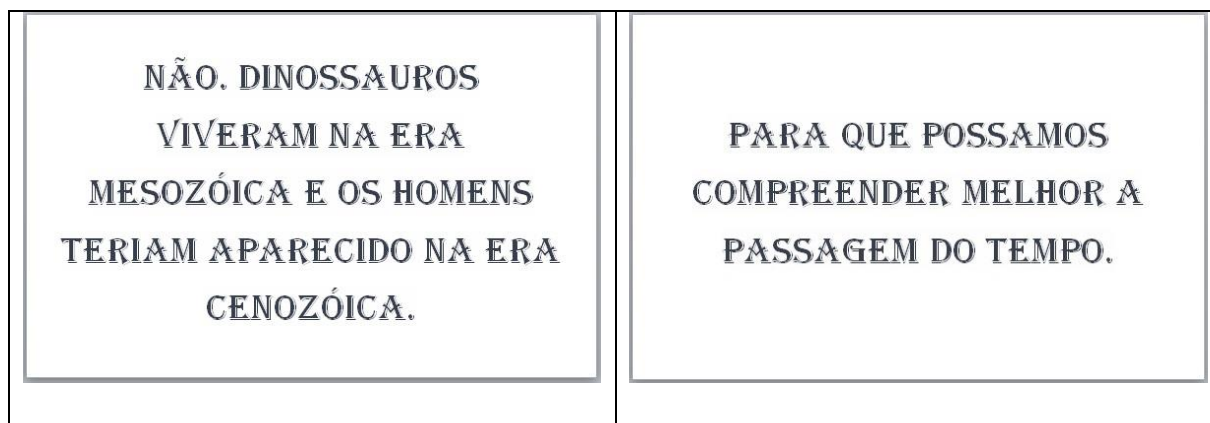 NÃO. DINOSSAUROS
VIVERAM NA ERA
MESOZÓICA E OS HOMENS
TERIAM APARECIDO NA ERA
CENOZÓICA.
PARA QUE POSSAMOS
COMPREENDER MELHOR A
PASSAGEM DO TEMPO.